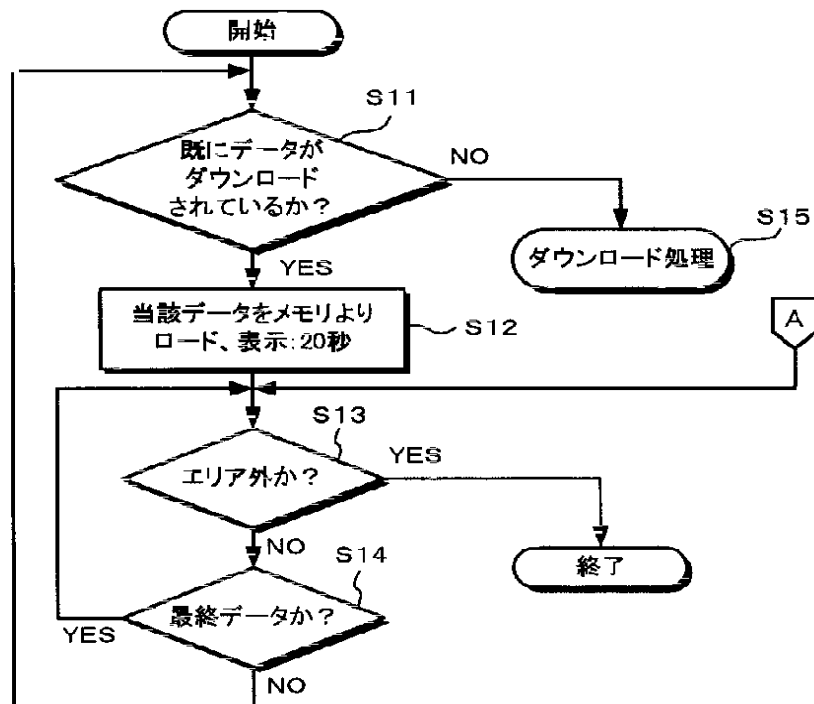 開始
S11
既にデータが
ダウンロード
されているか？
NO
YES
ダウンロード処理
S15
当該データをメモリより
ロード、表示：20秒
S12
A
S13
エリア外か？
YES
NO
終了
S14
最終データか？
YES
NO